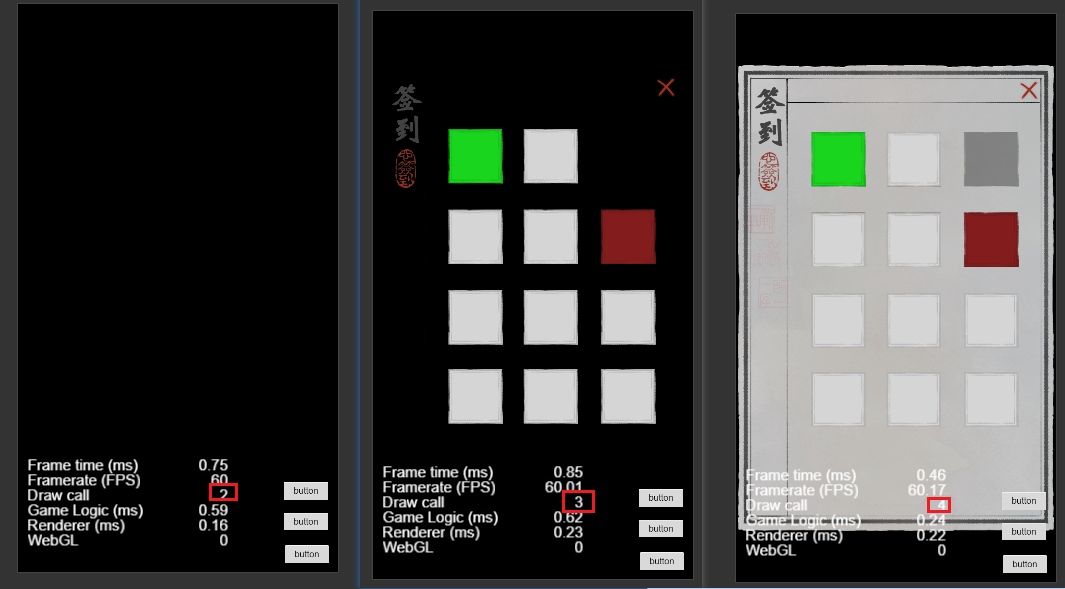 Frame time (ms) 0.75
Framerate (FPS) 60
Draw call 2
Game Logic (ms) 0.59
Renderer (ms) 0.16
WebGL 0
button
button
button
签到
Frame time (ms) 0.85
Framerate (FPS) 60.01
Draw call 3
Game Logic (ms) 0.62
Renderer (ms) 0.23
WebGL 0
button
button
button
签到
Frame time (ms) 0.46
Framerate (FPS) 60.17
Draw call 4
Game Logic (ms) 0.24
Renderer (ms) 0.22
WebGL 0
button
button
button